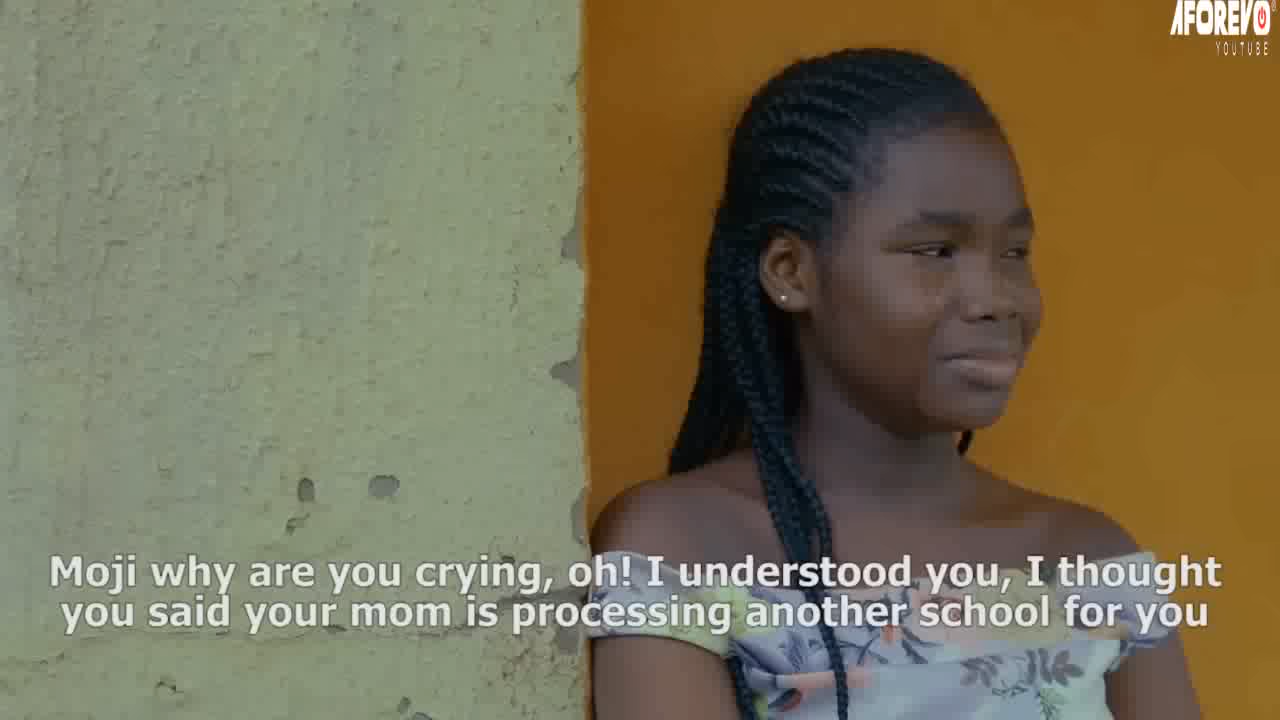 AFOREVO
YOUTUBE
Moji why are you crying, oh! I understood you, I thought
you said your mom is processing another school for you